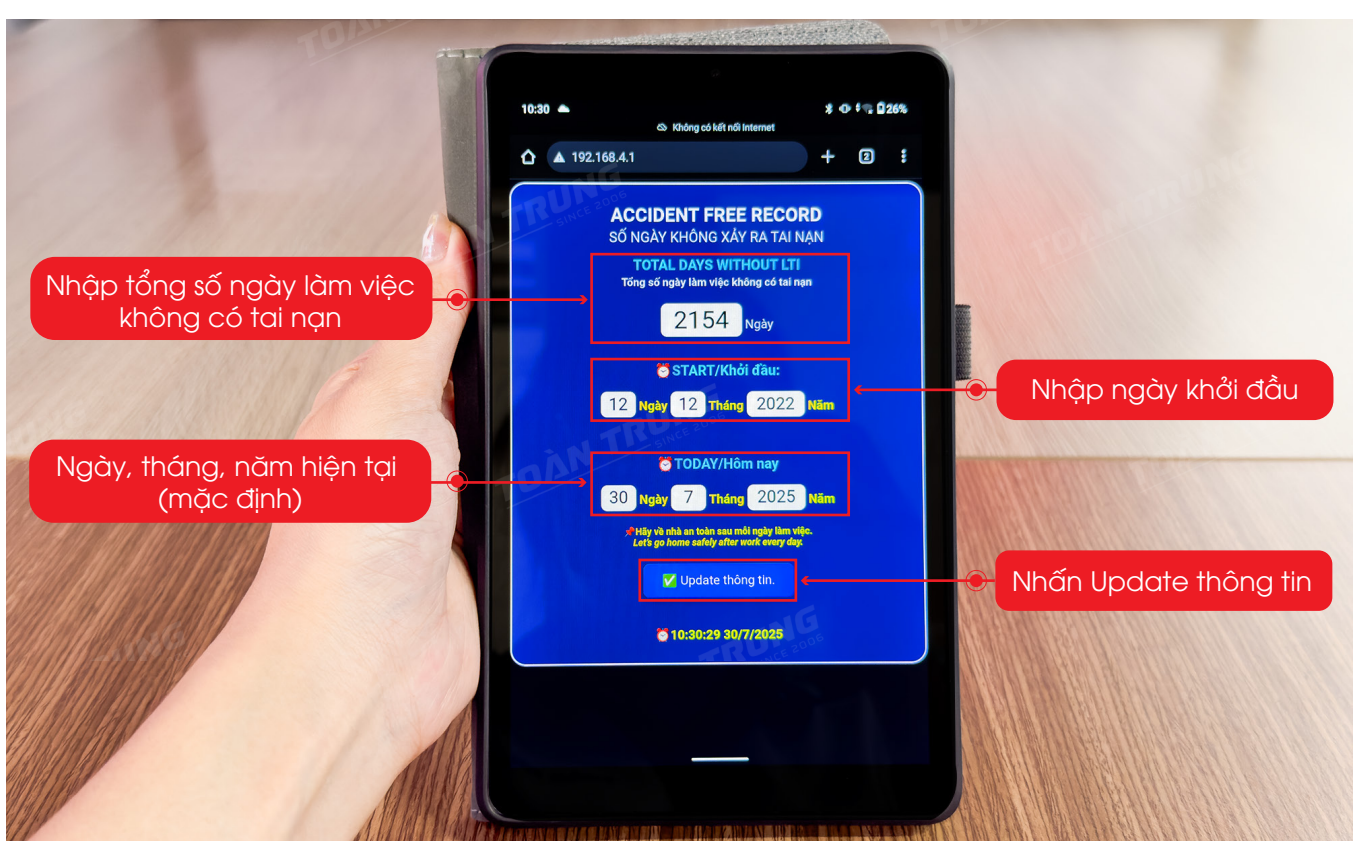 10:30
26%
Không có kết nối Internet
192.168.4.1
2
ACCIDENT FREE RECORD
SỐ NGÀY KHÔNG XẢY RA TAI NẠN
TOTAL DAYS WITHOUT LTI
Tổng số ngày làm việc không có tai nạn
2154 Ngày
Nhập tổng số ngày làm việc
không có tai nạn
START/Khởi đầu:
12 Ngày 12 Tháng 2022 Năm
Nhập ngày khởi đầu
TODAY/Hôm nay
30 Ngày 7 Tháng 2025 Năm
Ngày, tháng, năm hiện tại
(mặc định)
Hãy về nhà an toàn sau mỗi ngày làm việc.
Let's go home safely after work every day.
Update thông tin.
Nhấn Update thông tin
10:30:29 30/7/2025
TOÀN TRUNG
SINCE 2006